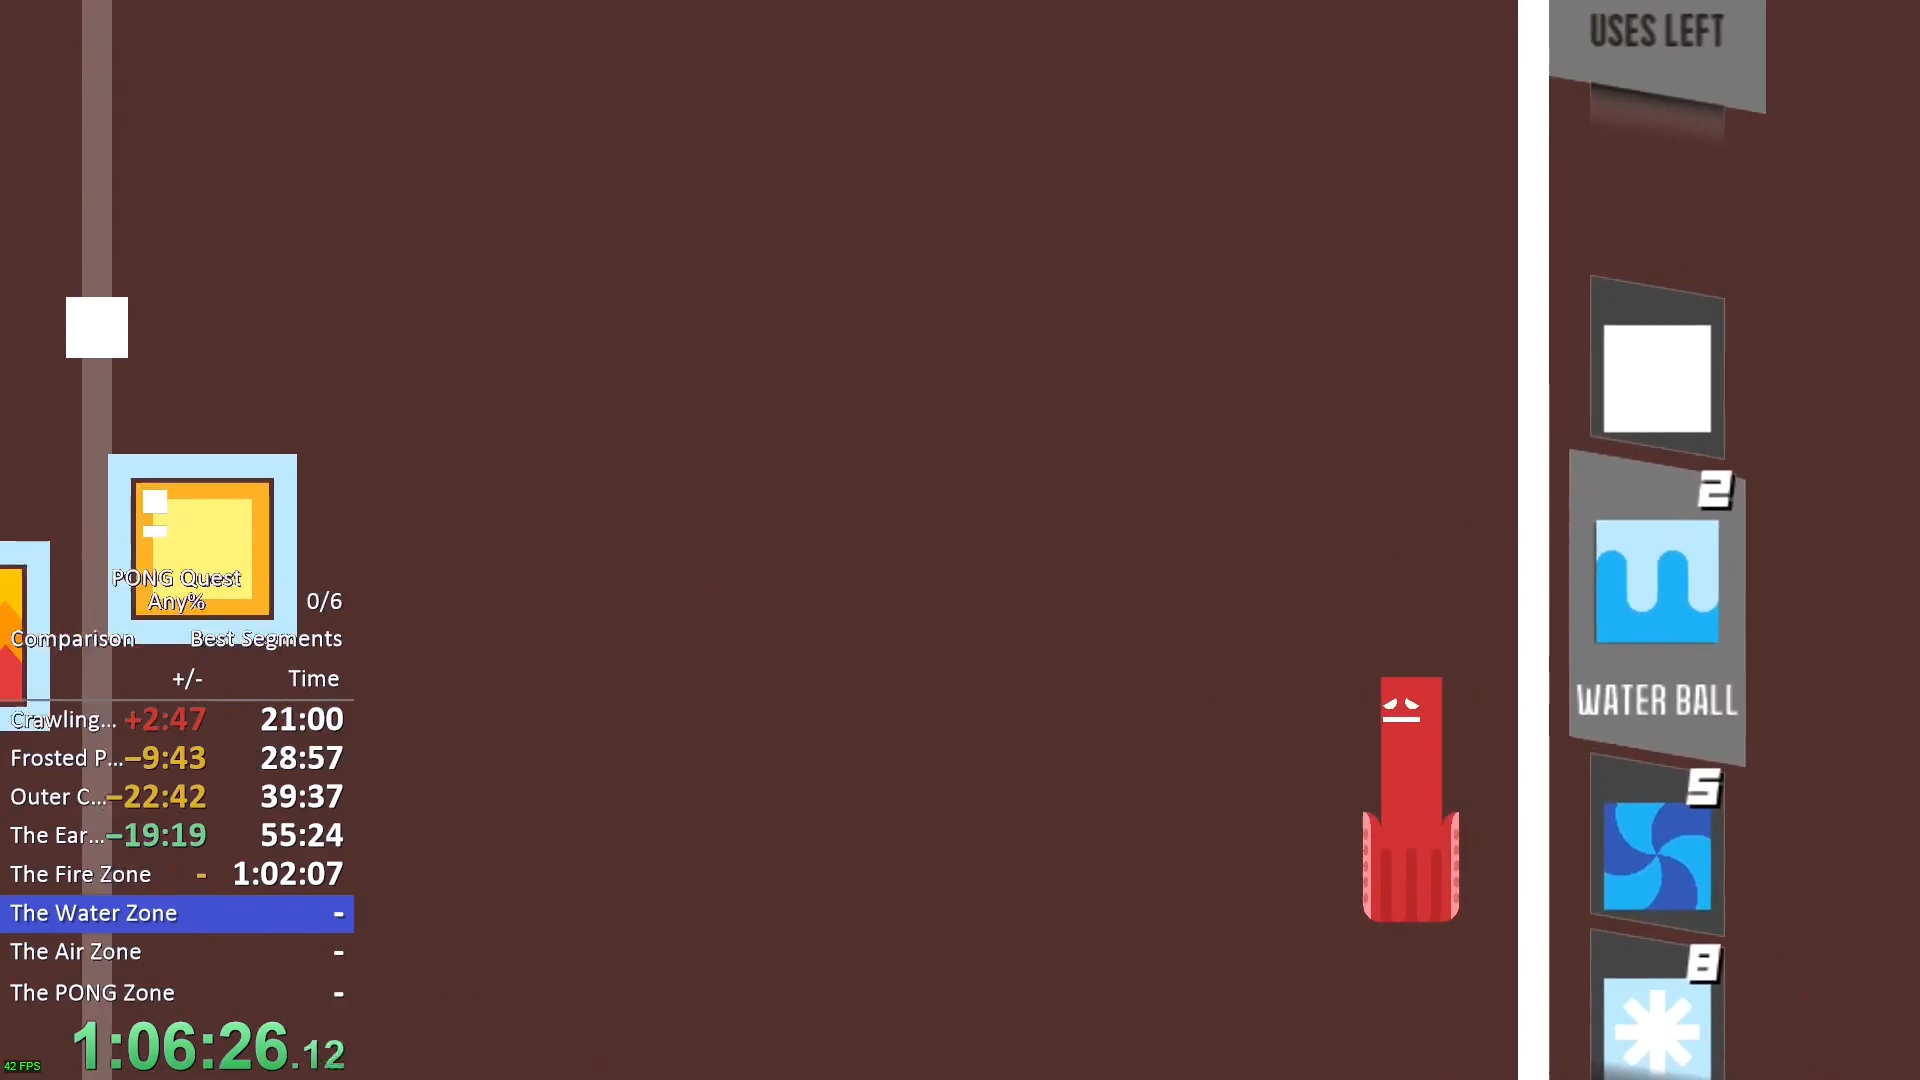 USES LEFT
2
WATER BALL
5
8
PONG Quest
Any%
0/6
Comparison Best Segments
+/- Time
Crawling... +2:47 21:00
Frosted P... −9:43 28:57
Outer C... −22:42 39:37
The Ear... −19:19 55:24
The Fire Zone - 1:02:07
The Water Zone -
The Air Zone -
The PONG Zone -
1:06:26.12
42 FPS